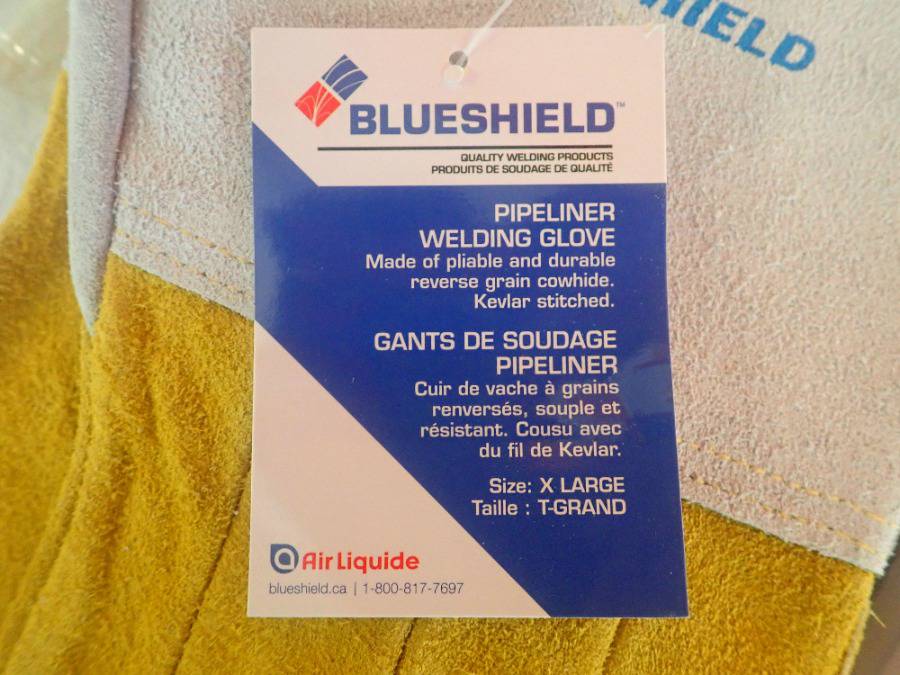 HIELD
BLUESHIELD™
QUALITY WELDING PRODUCTS
PRODUITS DE SOUDAGE DE QUALITÉ
PIPELINER
WELDING GLOVE
Made of pliable and durable
reverse grain cowhide.
Kevlar stitched.
GANTS DE SOUDAGE
PIPELINER
Cuir de vache à grains
renversés, souple et
résistant. Cousu avec
du fil de Kevlar.
Size: X LARGE
Taille : T-GRAND
Air Liquide
blueshield.ca | 1-800-817-7697